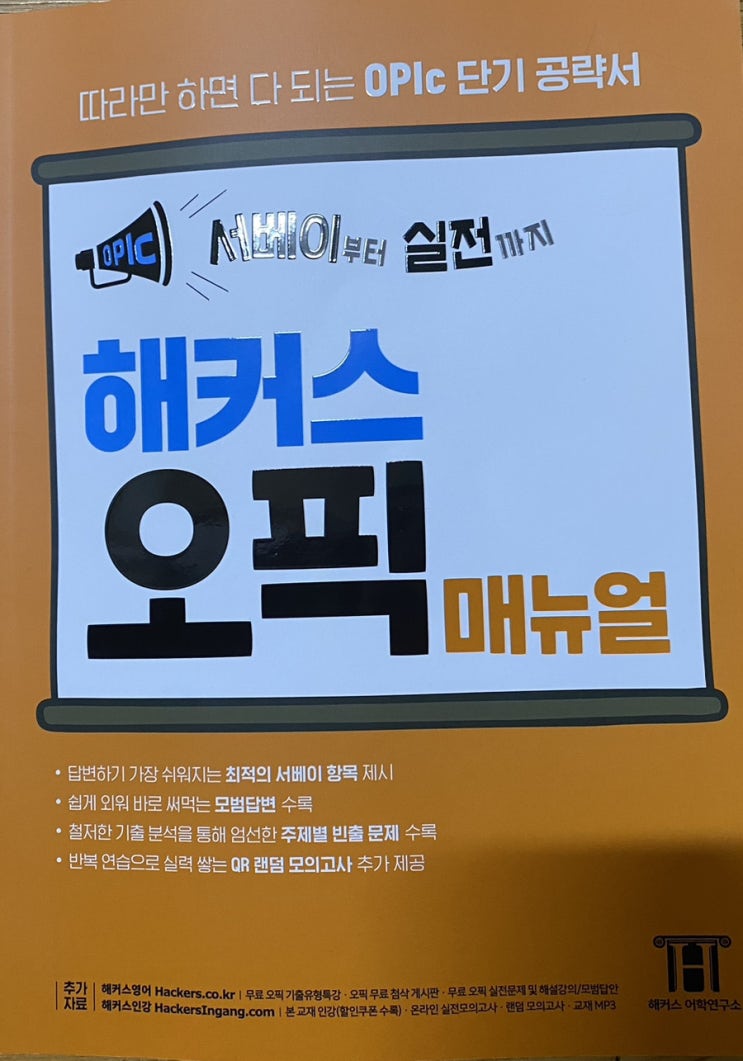 따라만 하면 다 되는 OPIc 단기 공략서
OPIC
서베이부터 실전까지
해커스
오픽 매뉴얼
• 답변하기 가장 쉬워지는 최적의 서베이 항목 제시
• 쉽게 외워 바로 써먹는 모범답변 수록
• 철저한 기출 분석을 통해 엄선한 주제별 빈출 문제 수록
• 반복 연습으로 실력 쌓는 QR 랜덤 모의고사 추가 제공
추가 자료
해커스영어 Hackers.co.kr | 무료 오픽 기출유형특강 · 오픽 무료 첨삭 게시판 · 무료 오픽 실전문제 및 해설강의/모범답안
해커스인강 HackersIngang.com | 본 교재 인강(할인쿠폰 수록) · 온라인 실전모의고사 · 랜덤 모의고사 · 교재 MP3
해커스 어학연구소